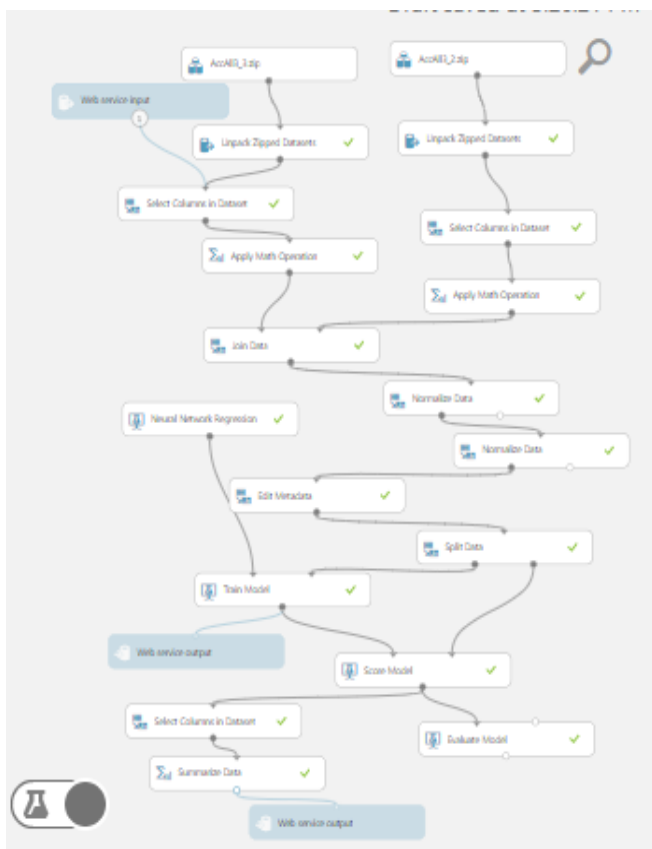 AccAll3_3.zip
AccAll3_2.zip
Web service input
1
Unpack Zipped Datasets
Unpack Zipped Datasets
Select Columns in Dataset
Select Columns in Dataset
Apply Math Operation
Apply Math Operation
Join Data
Normalize Data
Neural Network Regression
Normalize Data
Edit Metadata
Split Data
Train Model
Web service output
Score Model
Select Columns in Dataset
Evaluate Model
Summarize Data
Web service output